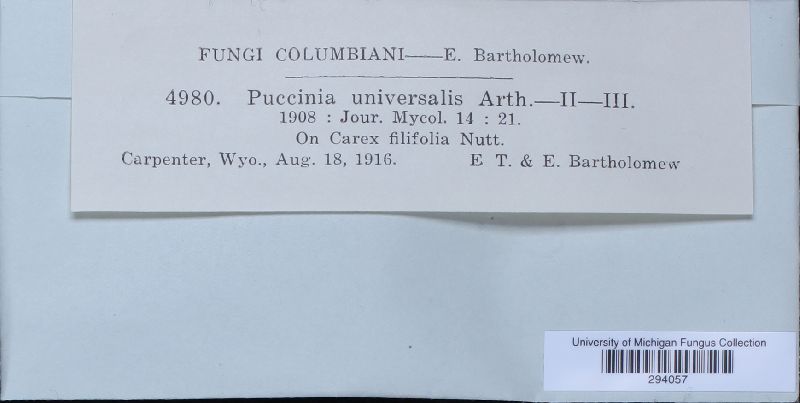 FUNGI COLUMBIANI——E. Bartholomew.
4980. Puccinia universalis Arth.—II—III.
1908 : Jour. Mycol. 14 : 21.
On Carex filifolia Nutt.
Carpenter, Wyo., Aug. 18, 1916. E T. & E. Bartholomew
University of Michigan Fungus Collection
294057